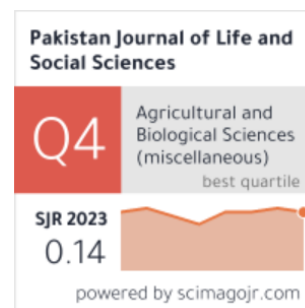 Pakistan Journal of Life and
Social Sciences
Q4
Agricultural and
Biological Sciences
(miscellaneous)
best quartile
SJR 2023
0.14
powered by scimagojr.com